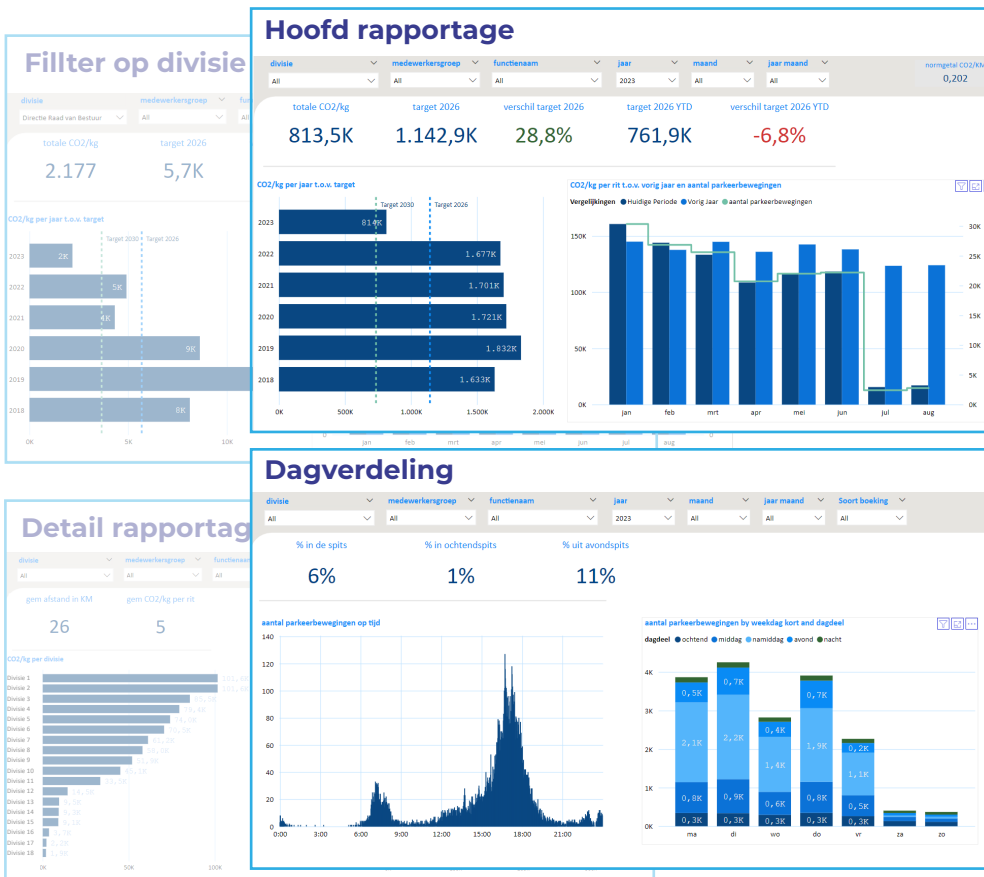 Hoofd rapportage
divisie medewerkersgroep functienaam jaar maand jaar maand normgetal CO2/KM
All All All 2023 All All 0,202
totale CO2/kg target 2026 verschil target 2026 target 2026 YTD verschil target 2026 YTD
813,5K 1.142,9K 28,8% 761,9K -6,8%
CO2/kg per jaar t.o.v. target
Target 2030 Target 2026
2023 814K
2022 1.677K
2021 1.701K
2020 1.721K
2019 1.832K
2018 1.633K
0K 500K 1.000K 1.500K 2.000K
CO2/kg per rit t.o.v. vorig jaar en aantal parkeerbewegingen
Vergelijkingen Huidige Periode Vorig Jaar aantal parkeerbewegingen
150K
100K
50K
0K
30K
25K
20K
15K
10K
5K
0K
jan feb mrt apr mei jun jul aug
Fillter op divisie
divisie medewerkersgroep
Directie Raad van Bestuur All All
totale CO2/kg target 2026
2.177 5,7K
CO2/kg per jaar t.o.v. target
Target 2030 Target 2026
2023 2K
2022 5K
2021 4K
2020 9K
2019
2018 8K
0K 5K 10K
0 jan feb mrt apr mei jun jul aug 0
Dagverdeling
divisie medewerkersgroep functienaam jaar maand jaar maand Soort boeking
All All All 2023 All All All
% in de spits % in ochtendspits % uit avondspits
6% 1% 11%
aantal parkeerbewegingen op tijd
140
120
100
80
60
40
20
0
0:00 3:00 6:00 9:00 12:00 15:00 18:00 21:00
aantal parkeerbewegingen by weekdag kort and dagdeel
dagdeel ochtend middag namiddag avond nacht
4K
3K
2K
1K
0K
0,5K 0,7K 0,4K 0,7K 0,2K
2,1K 2,2K 1,4K 1,9K 1,1K
0,8K 0,9K 0,6K 0,8K 0,5K
0,3K 0,3K 0,3K 0,3K 0,3K
ma di wo do vr za zo
Detail rapportag
divisie medewerkersgroep functienaam
All All All
gem afstand in KM gem CO2/kg per rit
26 5
CO2/kg per divisie
Divisie 1
Divisie 2
Divisie 3
Divisie 4
Divisie 5
Divisie 6
Divisie 7
Divisie 8
Divisie 9
Divisie 10
Divisie 11
Divisie 12
Divisie 13
Divisie 14
Divisie 15
Divisie 16
Divisie 17
Divisie 18
0K 50K 100K